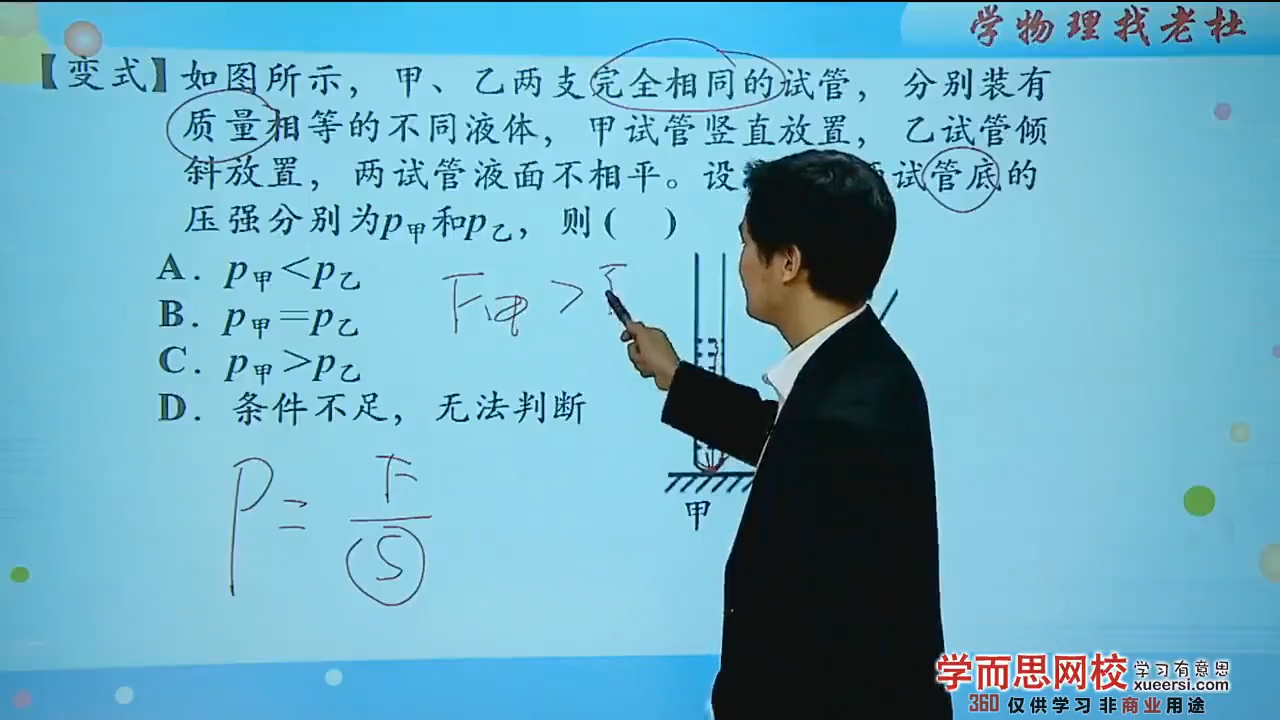 学物理找老杜
【变式】如图所示，甲、乙两支完全相同的试管，分别装有
质量相等的不同液体，甲试管竖直放置，乙试管倾
斜放置，两试管液面不相平。设 试管底的
压强分别为p甲和p乙，则( )
A. p甲<p乙
B. p甲=p乙
C. p甲>p乙
D. 条件不足，无法判断
F甲 > F
P = F
S
甲
学而思网校 学习有意思
xueersi.com
360 仅供学习 非商业用途